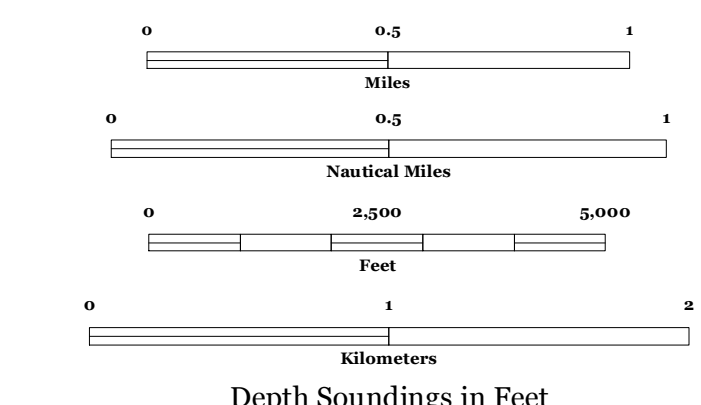 0 0.5 1
Miles
0 0.5 1
Nautical Miles
0 2,500 5,000
Feet
0 1 2
Kilometers
Depth Soundings in Feet